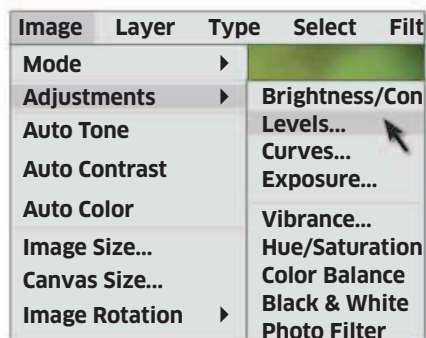 Image Layer Type Select Filt
Mode
Adjustments
Auto Tone
Auto Contrast
Auto Color
Image Size...
Canvas Size...
Image Rotation
Brightness/Con
Levels...
Curves...
Exposure...
Vibrance...
Hue/Saturation
Color Balance
Black & White
Photo Filter